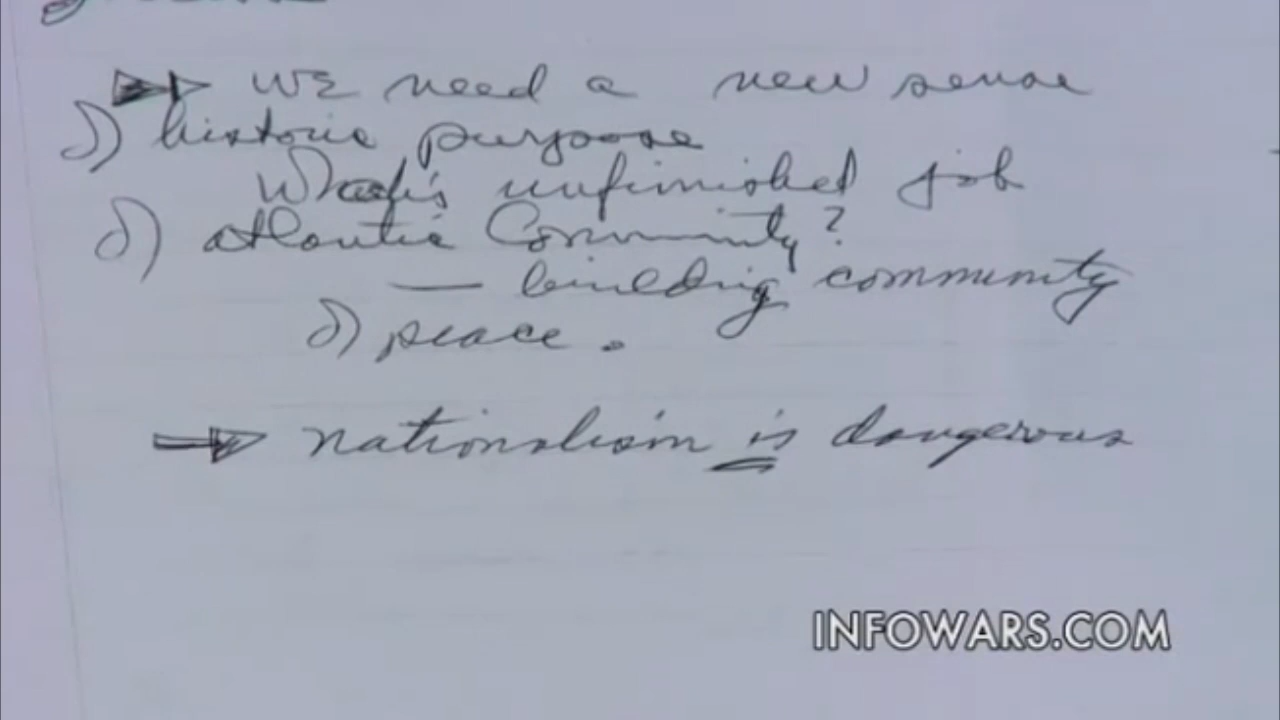 WE need a new sense
of historic purpose
What's unfinished job
of atlantic Community?
— building community
of peace.
nationalism is dangerous
INFOWARS.COM